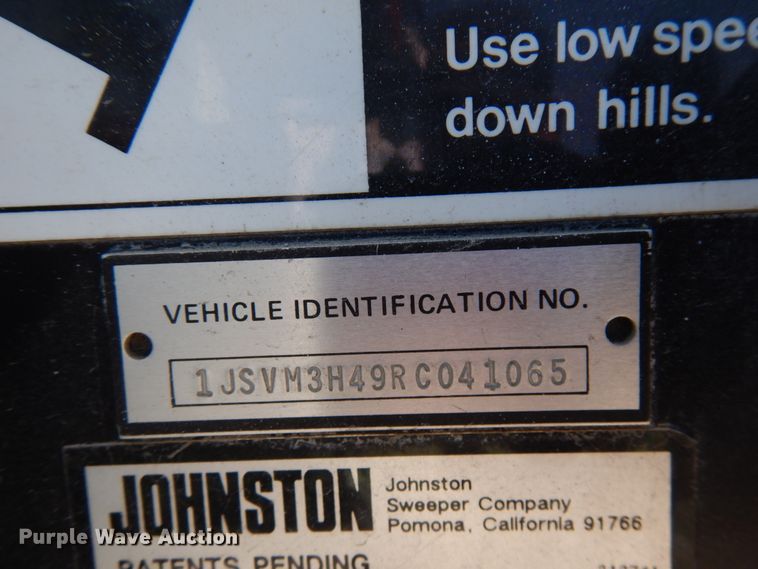 Use low
down hills.
VEHICLE IDENTIFICATION NO.
1JSVM3H49RC041065
JOHNSTON
Johnston
Sweeper Company
Pomona, California 91766
Purple Wave Auction
PATENTS PENDING